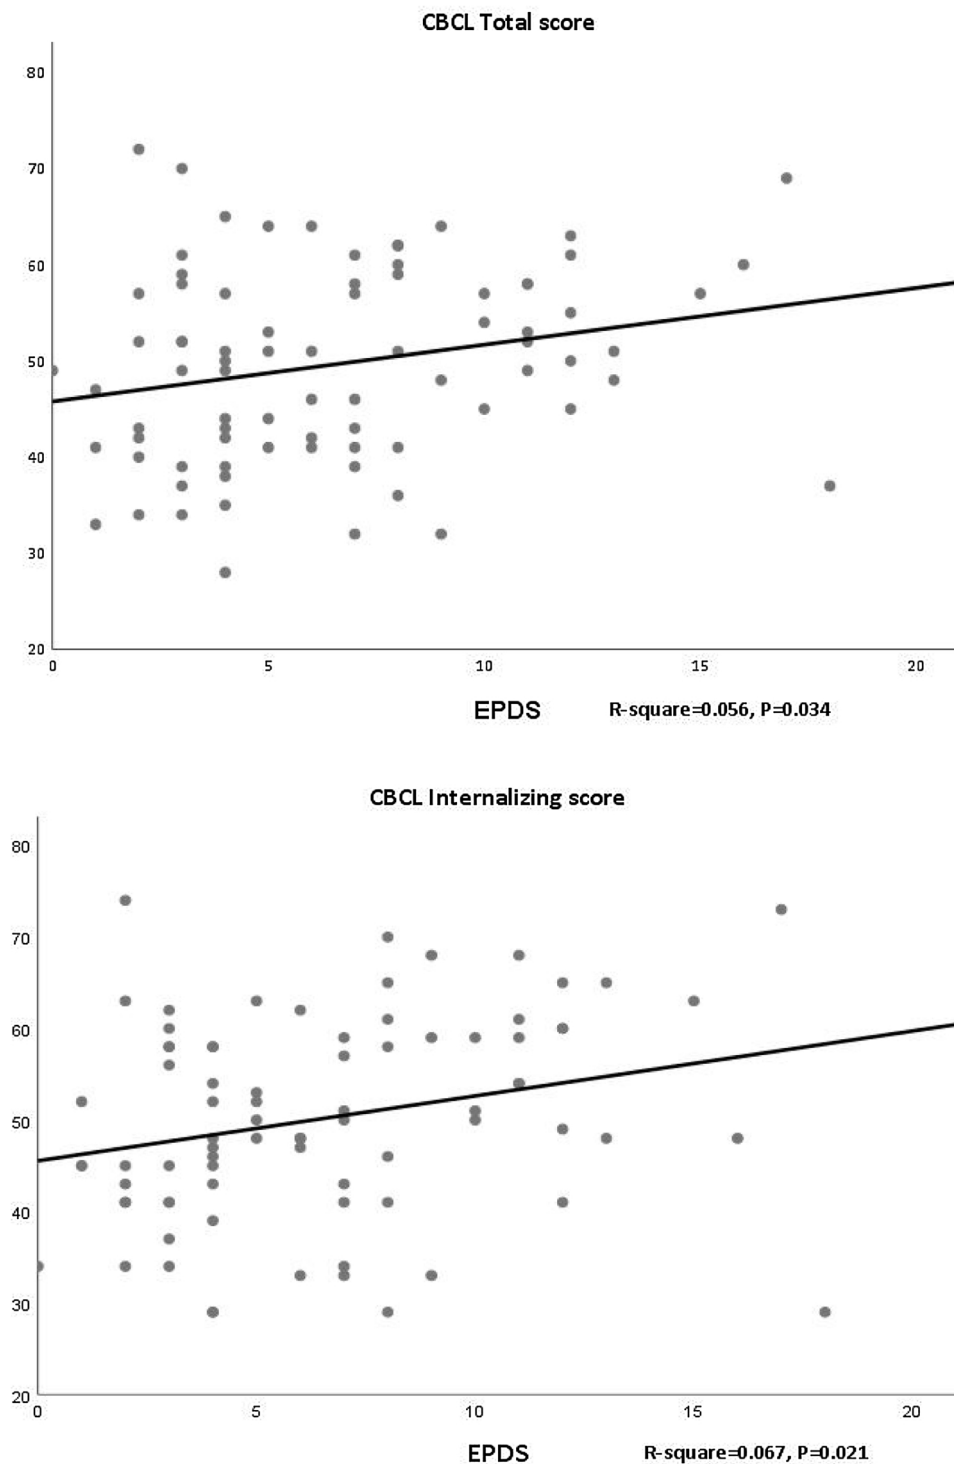 CBCL Total score
80
70
60
50
40
30
20
0 5 10 15 20
EPDS R-square=0.056, P=0.034
CBCL Internalizing score
80
70
60
50
40
30
20
0 5 10 15 20
EPDS R-square=0.067, P=0.021